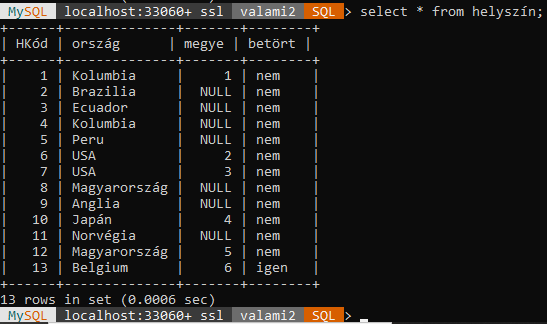 MySQL localhost:33060+ ssl valami2 SQL > select * from helyszín;
+------+--------------+-------+--------+
| HKód | ország       | megye | betört |
+------+--------------+-------+--------+
|    1 | Kolumbia     |     1 | nem    |
|    2 | Brazilia     |  NULL | nem    |
|    3 | Ecuador      |  NULL | nem    |
|    4 | Kolumbia     |  NULL | nem    |
|    5 | Peru         |  NULL | nem    |
|    6 | USA          |     2 | nem    |
|    7 | USA          |     3 | nem    |
|    8 | Magyarország |  NULL | nem    |
|    9 | Anglia       |  NULL | nem    |
|   10 | Japán        |     4 | nem    |
|   11 | Norvégia     |  NULL | nem    |
|   12 | Magyarország |     5 | nem    |
|   13 | Belgium      |     6 | igen   |
+------+--------------+-------+--------+
13 rows in set (0.0006 sec)
MySQL localhost:33060+ ssl valami2 SQL > _